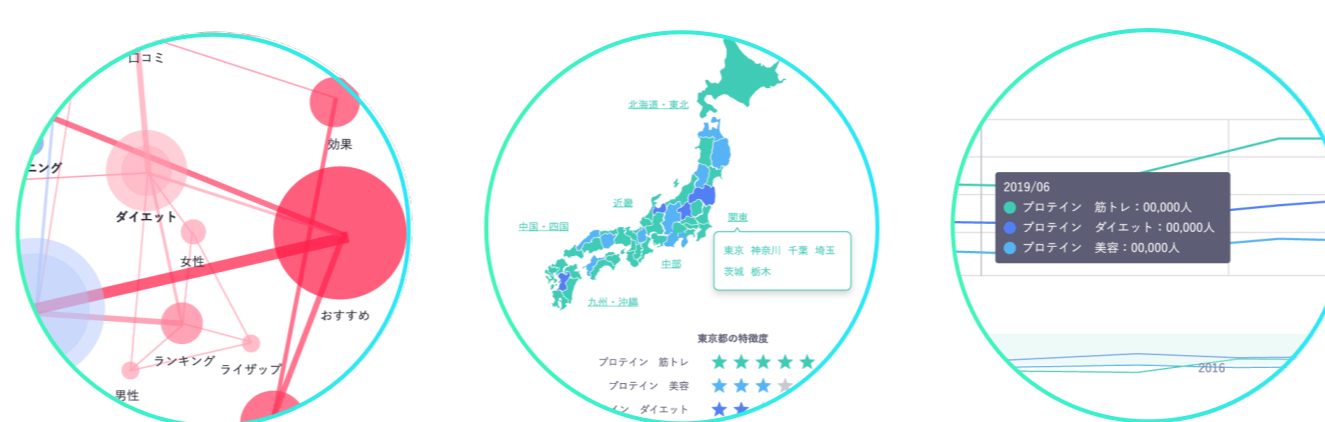 口コミ
効果
ニング
ダイエット
女性
おすすめ
ランキング
ライザップ
男性
北海道・東北
近畿
関東
中国・四国
東京 神奈川 千葉 埼玉
茨城 栃木
中部
九州・沖縄
東京都の特徴度
プロテイン 筋トレ
プロテイン 美容
イン ダイエット
2019/06
プロテイン 筋トレ：00,000人
プロテイン ダイエット：00,000人
プロテイン 美容：00,000人
2016